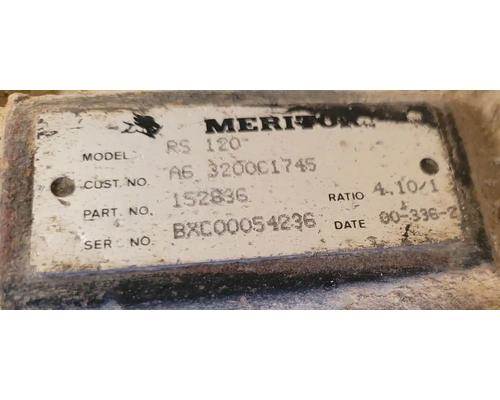 MERITOR
MODEL RS 120
CUST. NO. A6 3200C1745
PART. NO. 152836 RATIO 4.10/1
SER. NO. BXC00054236 DATE 00-336-2